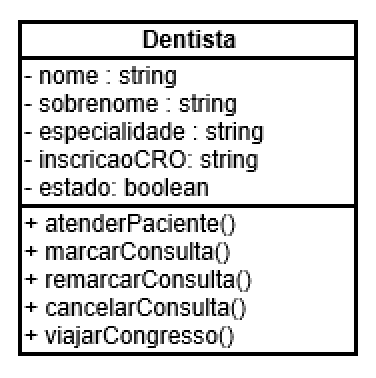 Dentista
- nome : string
- sobrenome : string
- especialidade : string
- inscricaoCRO: string
- estado: boolean
+ atenderPaciente()
+ marcarConsulta()
+ remarcarConsulta()
+ cancelarConsulta()
+ viajarCongresso()